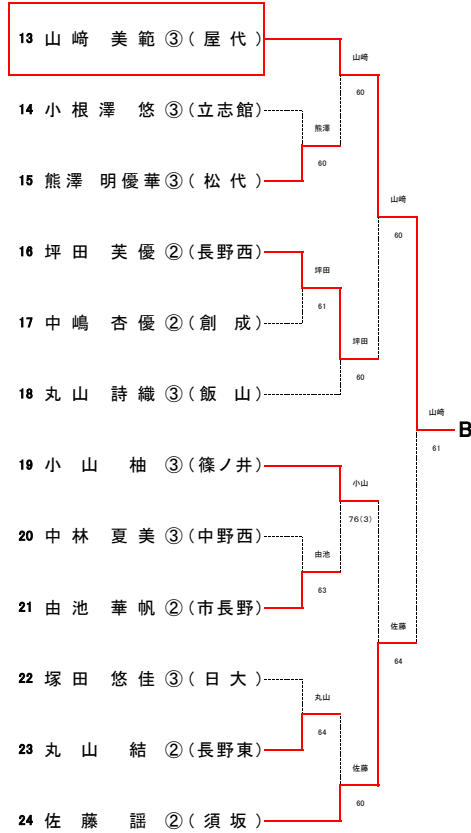 13 山﨑 美範③(屋代)
山﨑
60
14 小根澤 悠③(立志館)
熊澤
60
15 熊澤 明優華③(松代)
山﨑
60
16 坪田 芙優②(長野西)
坪田
61
17 中嶋 杏優②(創成)
坪田
60
18 丸山 詩織③(飯山)
山﨑
B
61
19 小山 柚③(篠ノ井)
小山
76(3)
20 中林 夏美③(中野西)
由池
63
21 由池 華帆②(市長野)
佐藤
64
22 塚田 悠佳③(日大)
丸山
64
23 丸山 結②(長野東)
佐藤
60
24 佐藤 謡②(須坂)